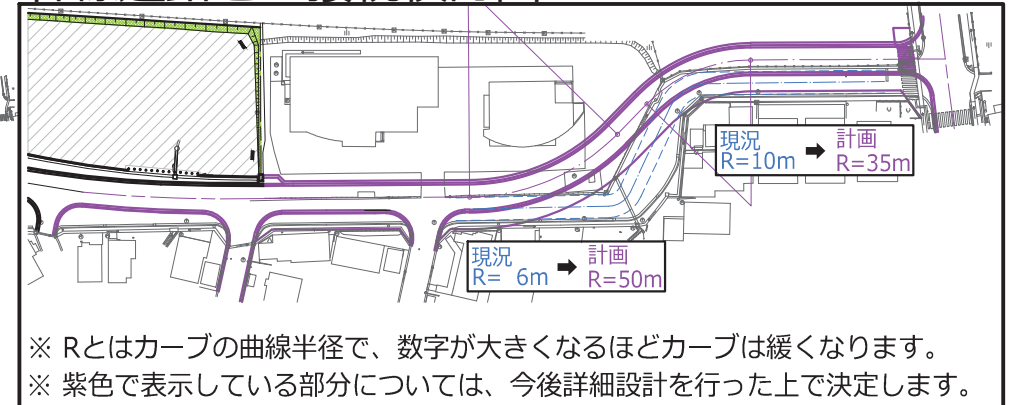 現況 計画
R=10m ➡ R=35m
現況 計画
R= 6m ➡ R=50m
※ Rとはカーブの曲線半径で、数字が大きくなるほどカーブは緩くなります。
※ 紫色で表示している部分については、今後詳細設計を行った上で決定します。